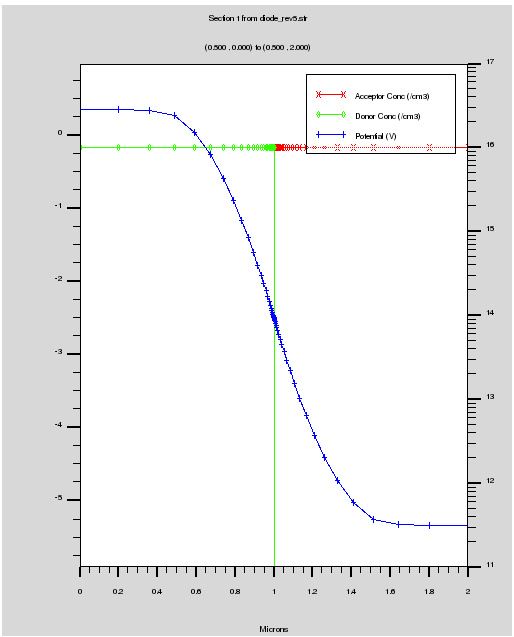 Section 1 from diode_rev5.str
(0.500 , 0.000) to (0.500 , 2.000)
Acceptor Conc (/cm3)
Donor Conc (/cm3)
Potential (V)
0
-1
-2
-3
-4
-5
17
16
15
14
13
12
11
0 0.2 0.4 0.6 0.8 1 1.2 1.4 1.6 1.8 2
Microns